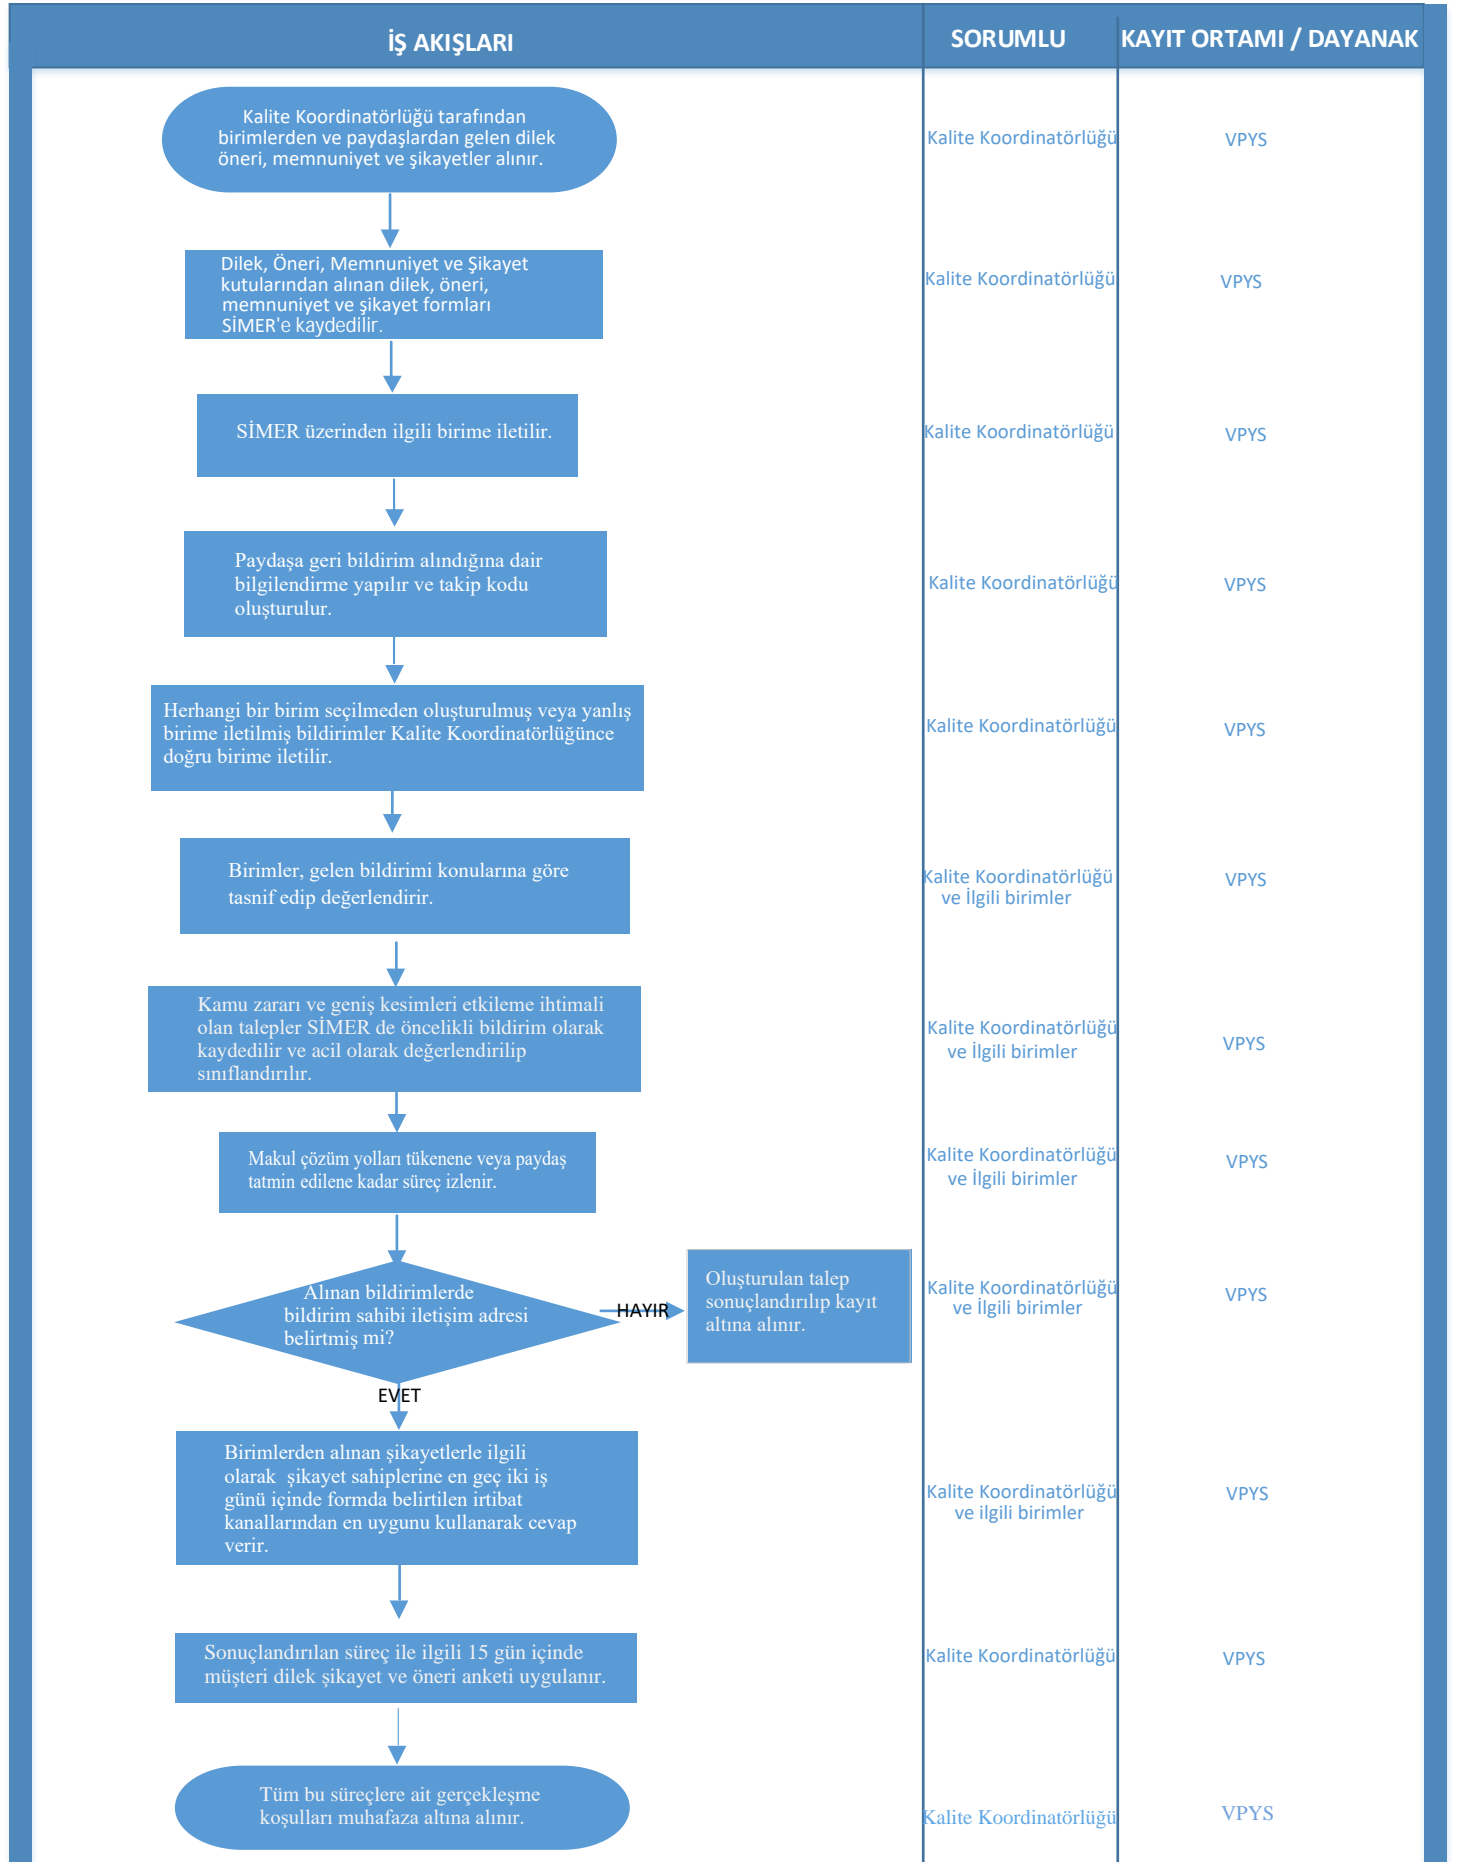 İŞ AKIŞLARI
SORUMLU
KAYIT ORTAMI / DAYANAK
Kalite Koordinatörlüğü tarafından
birimlerden ve paydaşlardan gelen dilek
öneri, memnuniyet ve şikayetler alınır.
Kalite Koordinatörlüğü
VPYS
Dilek, Öneri, Memnuniyet ve Şikayet
kutularından alınan dilek, öneri,
memnuniyet ve şikayet formları
SİMER'e kaydedilir.
Kalite Koordinatörlüğü
VPYS
SİMER üzerinden ilgili birime iletilir.
Kalite Koordinatörlüğü
VPYS
Paydaşa geri bildirim alındığına dair
bilgilendirme yapılır ve takip kodu
oluşturulur.
Kalite Koordinatörlüğü
VPYS
Herhangi bir birim seçilmeden oluşturulmuş veya yanlış
birime iletilmiş bildirimler Kalite Koordinatörlüğünce
doğru birime iletilir.
Kalite Koordinatörlüğü
VPYS
Birimler, gelen bildirimi konularına göre
tasnif edip değerlendirir.
Kalite Koordinatörlüğü
ve İlgili birimler
VPYS
Kamu zararı ve geniş kesimleri etkileme ihtimali
olan talepler SİMER de öncelikli bildirim olarak
kaydedilir ve acil olarak değerlendirilip
sınıflandırılır.
Kalite Koordinatörlüğü
ve İlgili birimler
VPYS
Makul çözüm yolları tükenene veya paydaş
tatmin edilene kadar süreç izlenir.
Kalite Koordinatörlüğü
ve İlgili birimler
VPYS
Alınan bildirimlerde
bildirim sahibi iletişim adresi
belirtmiş mi?
HAYIR
Oluşturulan talep
sonuçlandırılıp kayıt
altına alınır.
Kalite Koordinatörlüğü
ve İlgili birimler
VPYS
EVET
Birimlerden alınan şikayetlerle ilgili
olarak şikayet sahiplerine en geç iki iş
günü içinde formda belirtilen irtibat
kanallarından en uygunu kullanarak cevap
verir.
Kalite Koordinatörlüğü
ve ilgili birimler
VPYS
Sonuçlandırılan süreç ile ilgili 15 gün içinde
müşteri dilek şikayet ve öneri anketi uygulanır.
Kalite Koordinatörlüğü
VPYS
Tüm bu süreçlere ait gerçekleşme
koşulları muhafaza altına alınır.
Kalite Koordinatörlüğü
VPYS